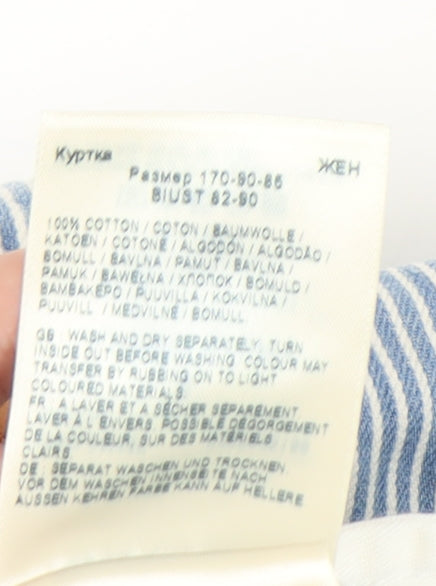 Куртка ЖЕН
Размер 170-90-86
BIUST 82-90
100% COTTON / COTON / BAUMWOLLE /
KATOEN / COTONE / ALGODÓN / ALGODÃO /
BOMULL / BAVLNA / PAMUT / BAVLNA /
PAMUK / BAWEŁNA / ХЛОПОК / BOMULD /
BAMBAKEPO / PUUVILLA / KOKVILNA /
PUUVILL / MEDVILNĖ / BOMULL
GB : WASH AND DRY SEPARATELY. TURN
INSIDE OUT BEFORE WASHING. COLOUR MAY
TRANSFER BY RUBBING ON TO LIGHT
COLOURED MATERIALS.
FR : A LAVER ET A SECHER SEPAREMENT
LAVER À L ENVERS. POSSIBLE DEGORGEMENT
DE LA COULEUR, SUR DES MATERIELS
CLAIRS.
DE : SEPARAT WASCHEN UND TROCKNEN.
VOR DEM WASCHEN INNENSEITE NACH
AUSSEN KEHREN FARBE KANN AUF HELLERE